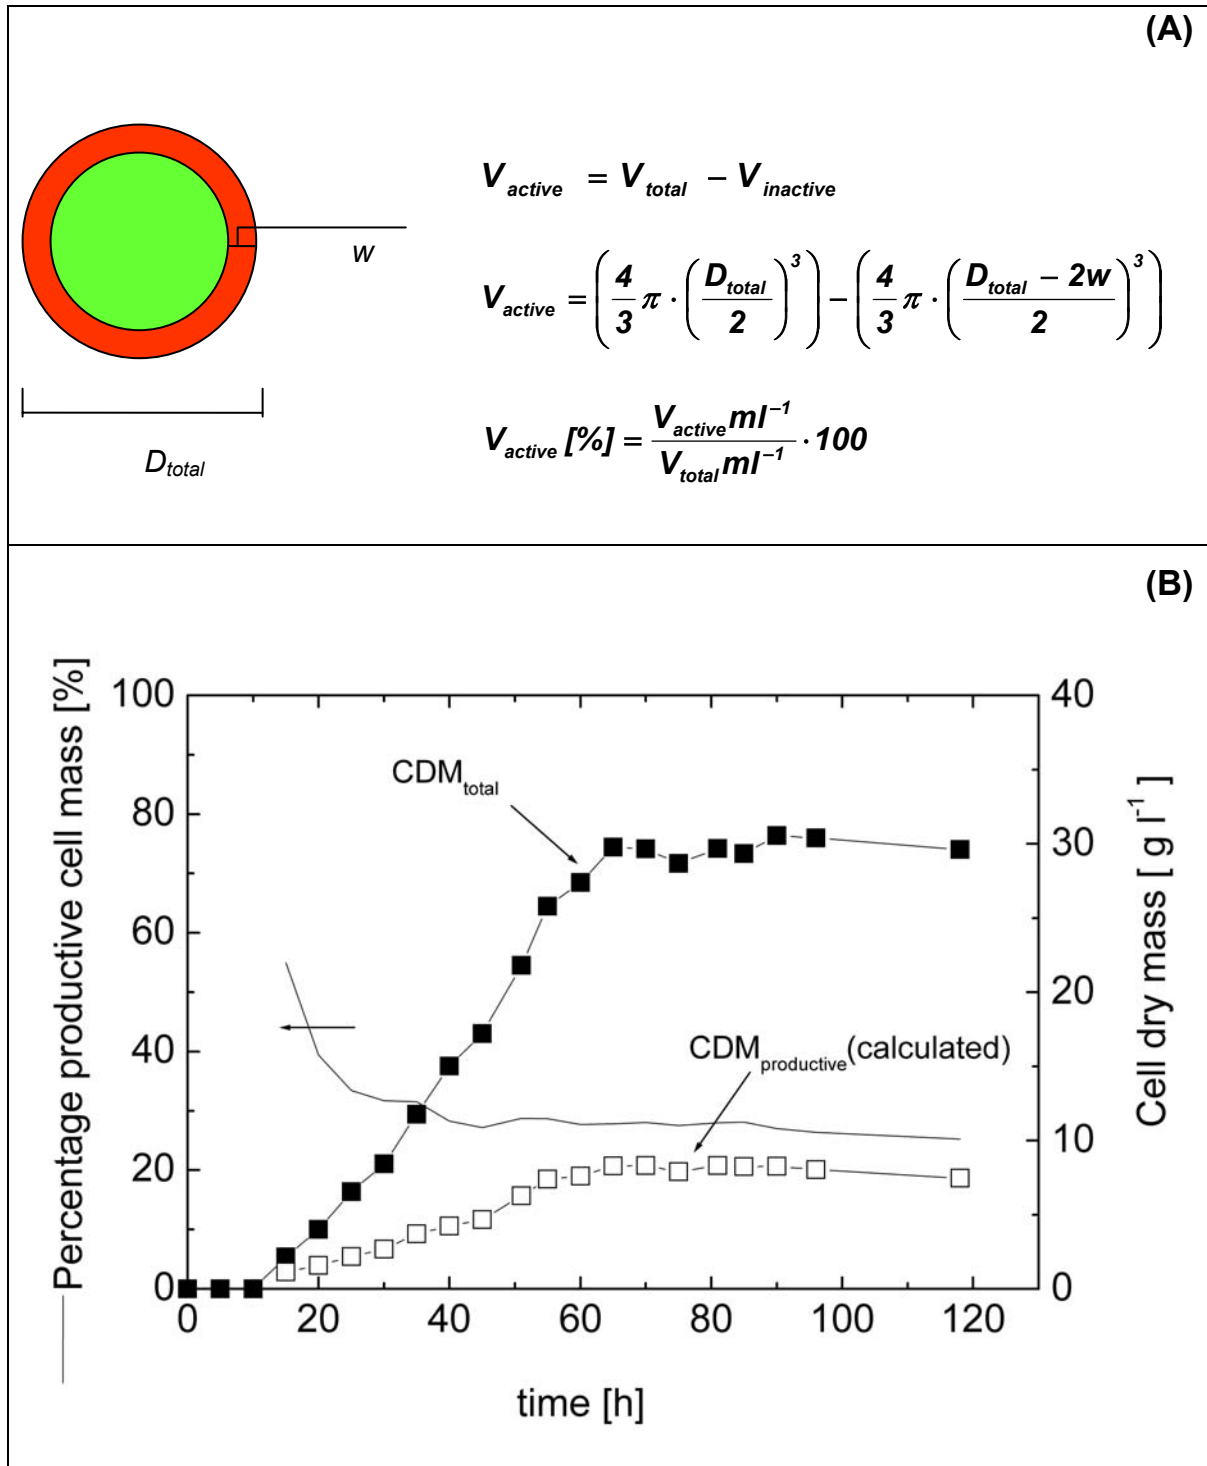 (A)
V_active = V_total − V_inactive
w
V_active = (4/3 π · (D_total/2)³) − (4/3 π · ((D_total − 2w)/2)³)
V_active [%] = V_active ml⁻¹ / V_total ml⁻¹ · 100
D_total
(B)
Percentage productive cell mass [%]
100
80
60
40
20
0
CDM_total
CDM_productive (calculated)
40
30
20
10
0
Cell dry mass [ g l⁻¹]
0 20 40 60 80 100 120
time [h]